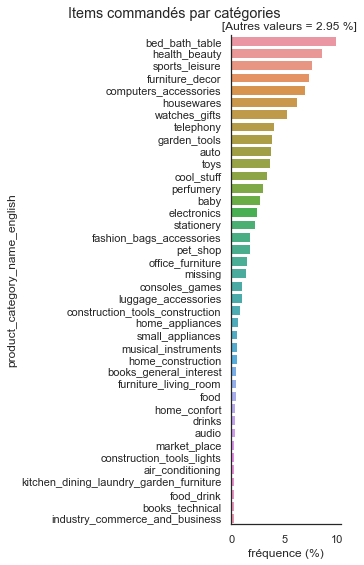 Items commandés par catégories
[Autres valeurs = 2.95 %]
product_category_name_english
bed_bath_table
health_beauty
sports_leisure
furniture_decor
computers_accessories
housewares
watches_gifts
telephony
garden_tools
auto
toys
cool_stuff
perfumery
baby
electronics
stationery
fashion_bags_accessories
pet_shop
office_furniture
missing
consoles_games
luggage_accessories
construction_tools_construction
home_appliances
small_appliances
musical_instruments
home_construction
books_general_interest
furniture_living_room
food
home_confort
drinks
audio
market_place
construction_tools_lights
air_conditioning
kitchen_dining_laundry_garden_furniture
food_drink
books_technical
industry_commerce_and_business
0 5 10
fréquence (%)